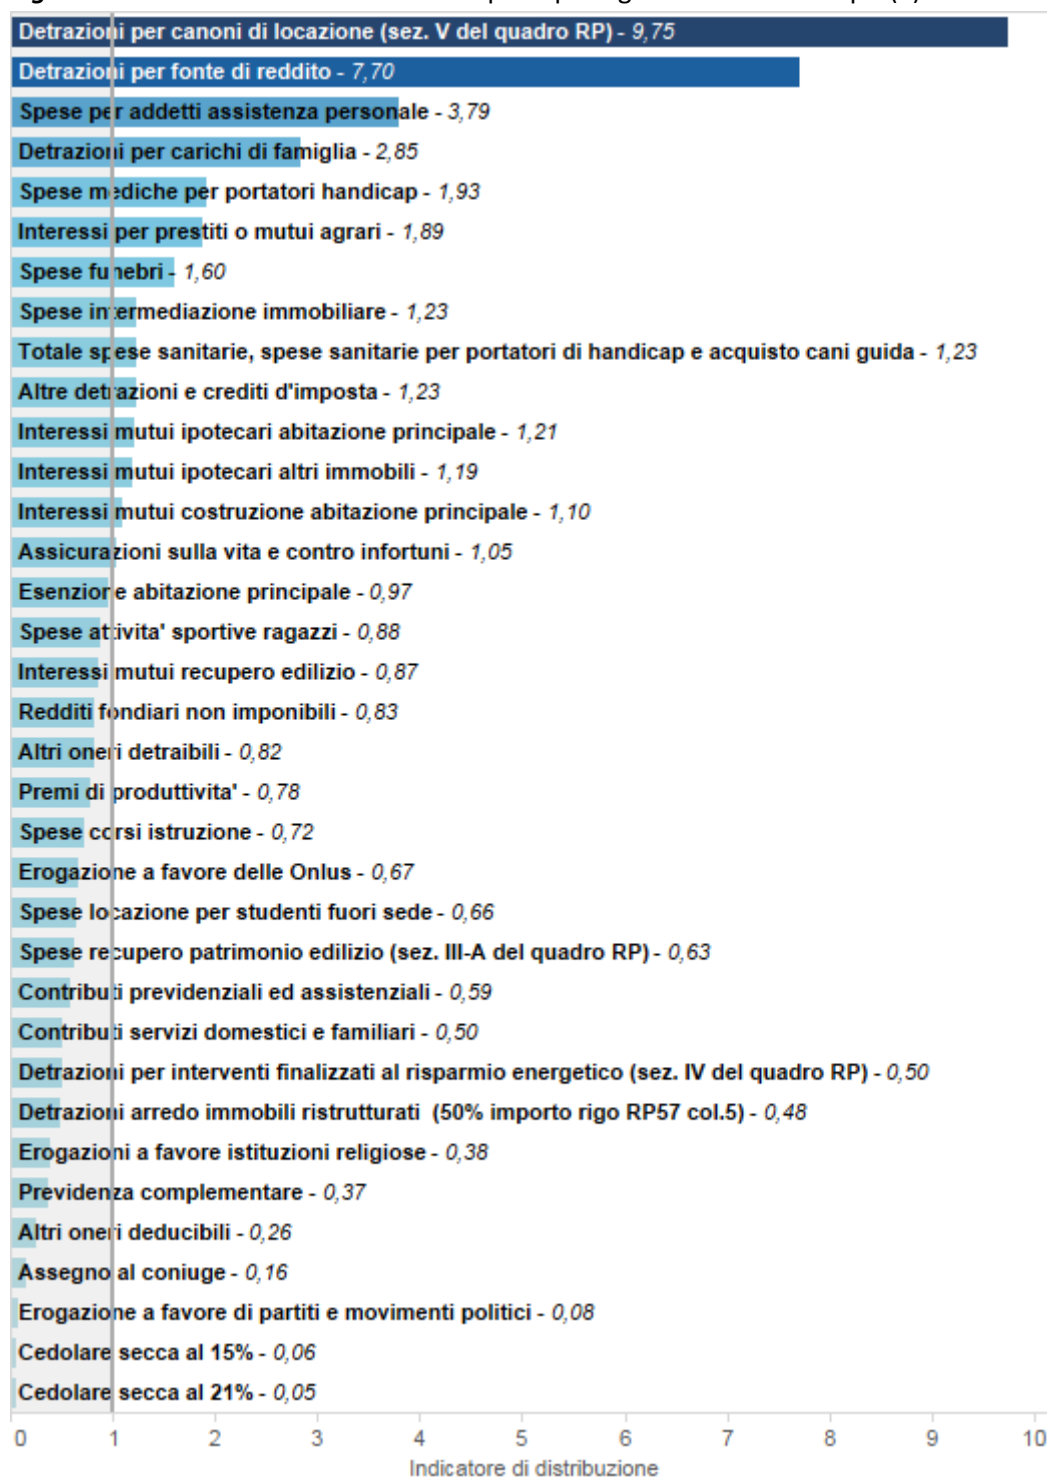 Detrazioni per canoni di locazione (sez. V del quadro RP) - 9,75
Detrazioni per fonte di reddito - 7,70
Spese per addetti assistenza personale - 3,79
Detrazioni per carichi di famiglia - 2,85
Spese mediche per portatori handicap - 1,93
Interessi per prestiti o mutui agrari - 1,89
Spese funebri - 1,60
Spese intermediazione immobiliare - 1,23
Totale spese sanitarie, spese sanitarie per portatori di handicap e acquisto cani guida - 1,23
Altre detrazioni e crediti d'imposta - 1,23
Interessi mutui ipotecari abitazione principale - 1,21
Interessi mutui ipotecari altri immobili - 1,19
Interessi mutui costruzione abitazione principale - 1,10
Assicurazioni sulla vita e contro infortuni - 1,05
Esenzione abitazione principale - 0,97
Spese attivita' sportive ragazzi - 0,88
Interessi mutui recupero edilizio - 0,87
Redditi fondiari non imponibili - 0,83
Altri oneri detraibili - 0,82
Premi di produttivita' - 0,78
Spese corsi istruzione - 0,72
Erogazione a favore delle Onlus - 0,67
Spese locazione per studenti fuori sede - 0,66
Spese recupero patrimonio edilizio (sez. III-A del quadro RP) - 0,63
Contributi previdenziali ed assistenziali - 0,59
Contributi servizi domestici e familiari - 0,50
Detrazioni per interventi finalizzati al risparmio energetico (sez. IV del quadro RP) - 0,50
Detrazioni arredo immobili ristrutturati (50% importo rigo RP57 col.5) - 0,48
Erogazioni a favore istituzioni religiose - 0,38
Previdenza complementare - 0,37
Altri oneri deducibili - 0,26
Assegno al coniuge - 0,16
Erogazione a favore di partiti e movimenti politici - 0,08
Cedolare secca al 15% - 0,06
Cedolare secca al 21% - 0,05
0 1 2 3 4 5 6 7 8 9 10
Indicatore di distribuzione